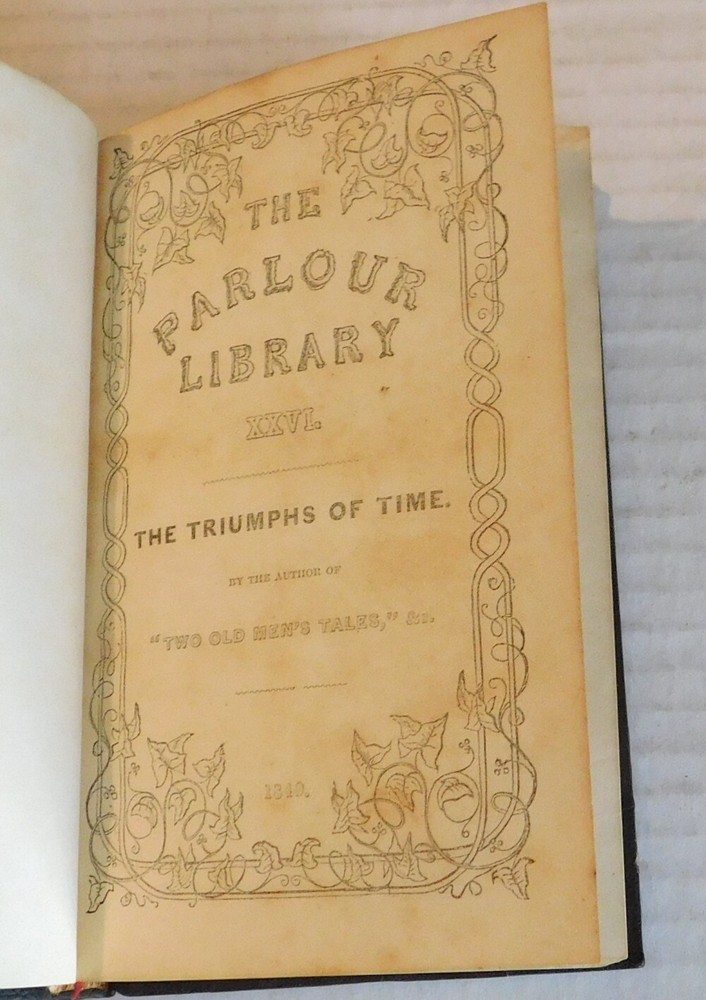 THE
PARLOUR
LIBRARY
XXVI.
THE TRIUMPHS OF TIME.
BY THE AUTHOR OF
"TWO OLD MEN'S TALES," &c.
1849.
F